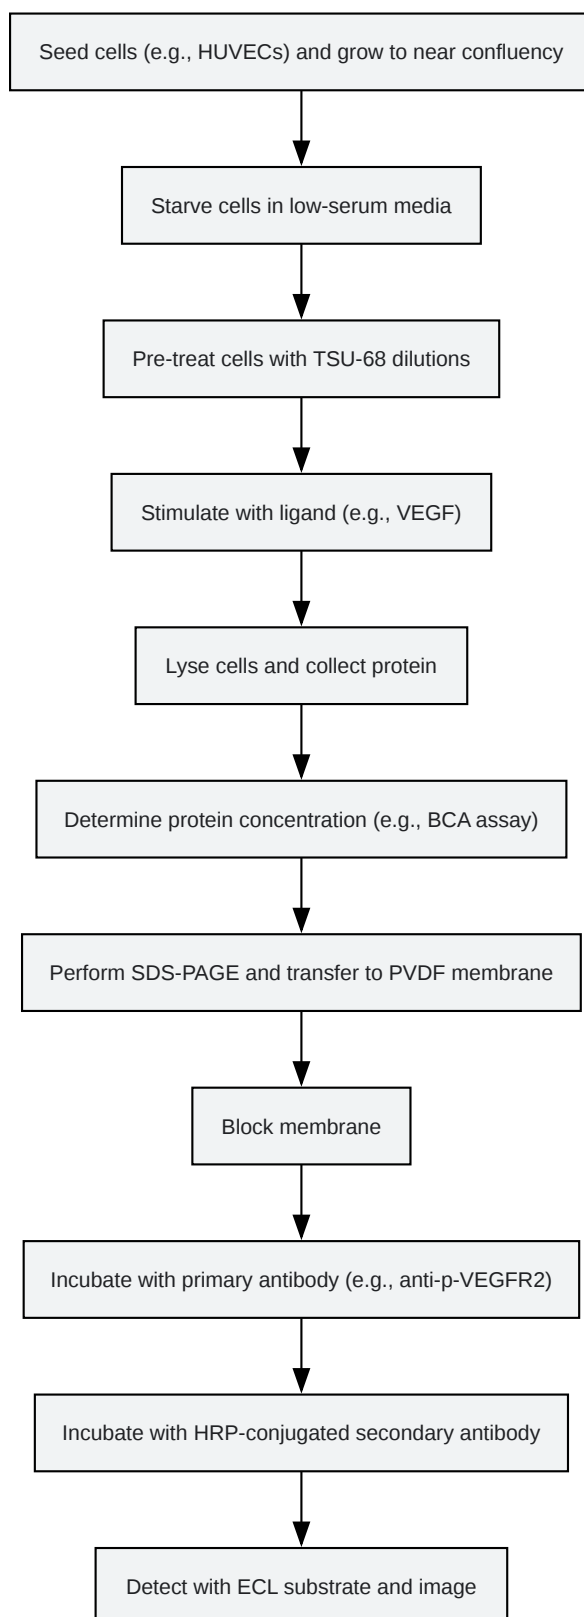 Seed cells (e.g., HUVECs) and grow to near confluency
Starve cells in low-serum media
Pre-treat cells with TSU-68 dilutions
Stimulate with ligand (e.g., VEGF)
Lyse cells and collect protein
Determine protein concentration (e.g., BCA assay)
Perform SDS-PAGE and transfer to PVDF membrane
Block membrane
Incubate with primary antibody (e.g., anti-p-VEGFR2)
Incubate with HRP-conjugated secondary antibody
Detect with ECL substrate and image